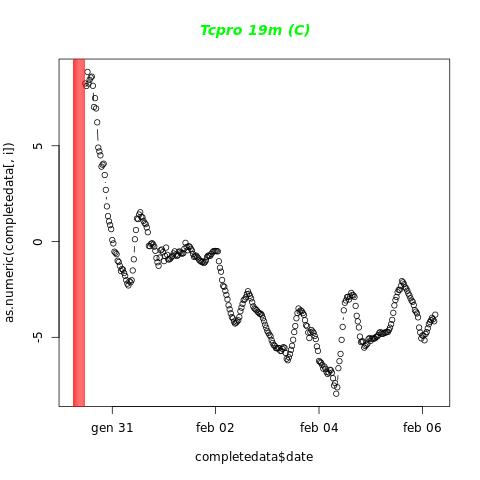 Tcpro 19m (C)
as.numeric(completedata[, i])
5
0
-5
gen 31
feb 02
feb 04
feb 06
completedata$date